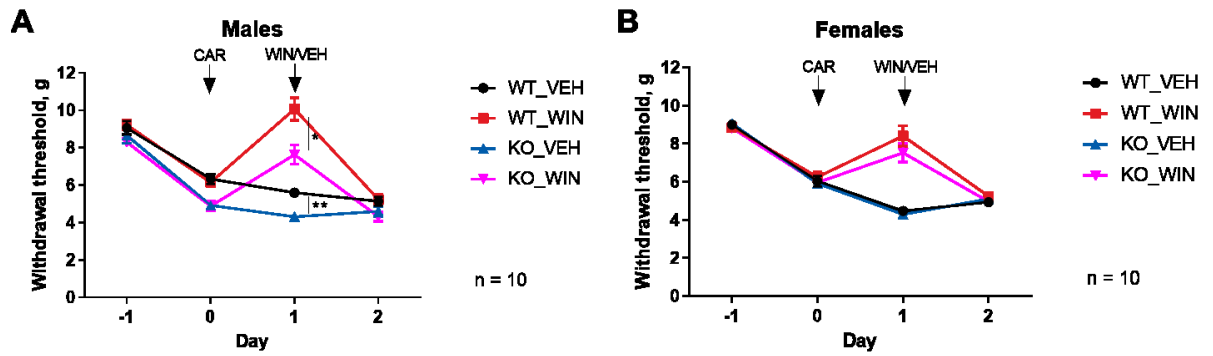 A
Males
CAR
WIN/VEH
Withdrawal threshold, g
12
10
8
6
4
2
0
*
**
-1
0
1
2
Day
WT_VEH
WT_WIN
KO_VEH
KO_WIN
n = 10
B
Females
CAR
WIN/VEH
Withdrawal threshold, g
12
10
8
6
4
2
0
-1
0
1
2
Day
WT_VEH
WT_WIN
KO_VEH
KO_WIN
n = 10